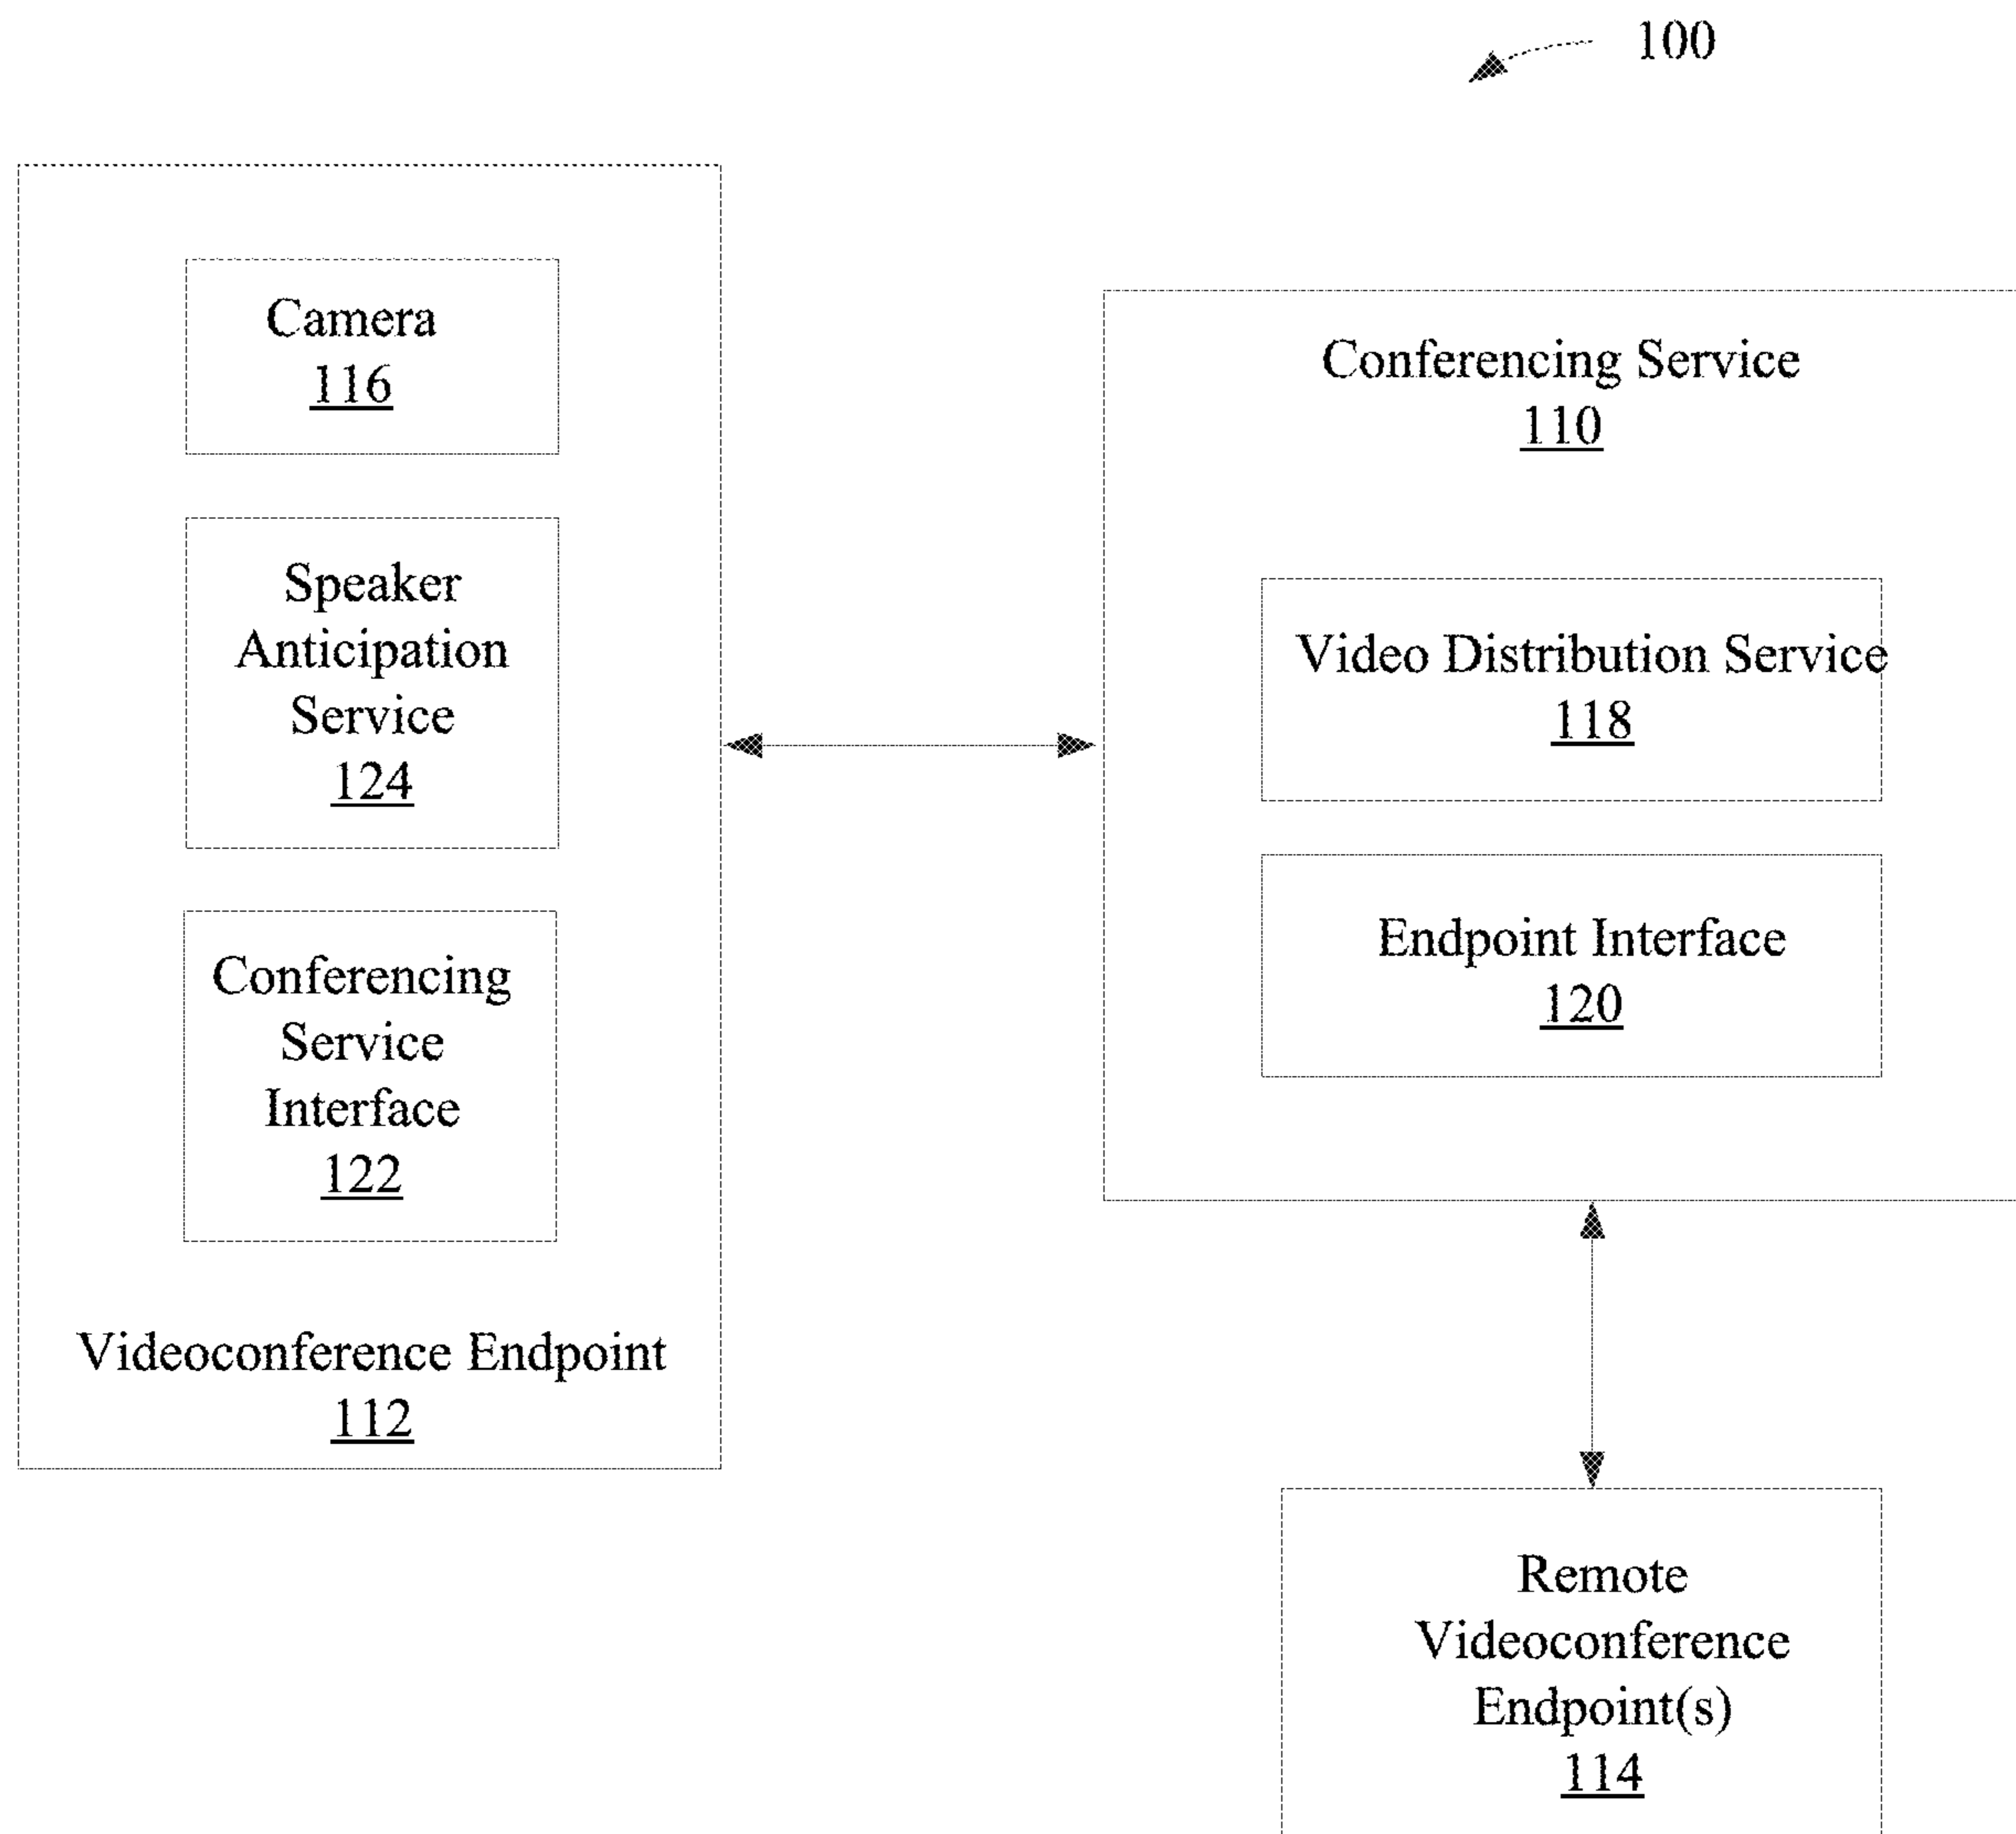 100
Camera
116
Speaker
Anticipation
Service
124
Conferencing
Service
Interface
122
Videoconference Endpoint
112
Conferencing Service
110
Video Distribution Service
118
Endpoint Interface
120
Remote
Videoconference
Endpoint(s)
114